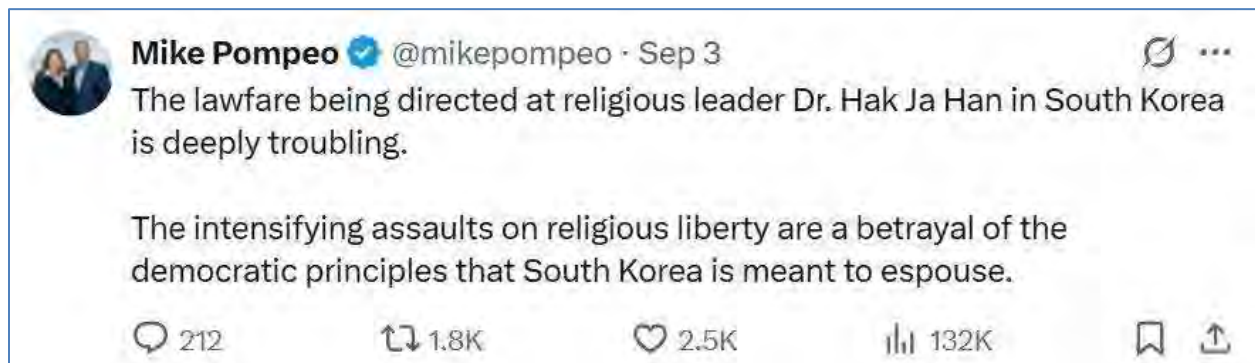 Mike Pompeo @mikepompeo · Sep 3
The lawfare being directed at religious leader Dr. Hak Ja Han in South Korea
is deeply troubling.
The intensifying assaults on religious liberty are a betrayal of the
democratic principles that South Korea is meant to espouse.
212 1.8K 2.5K 132K